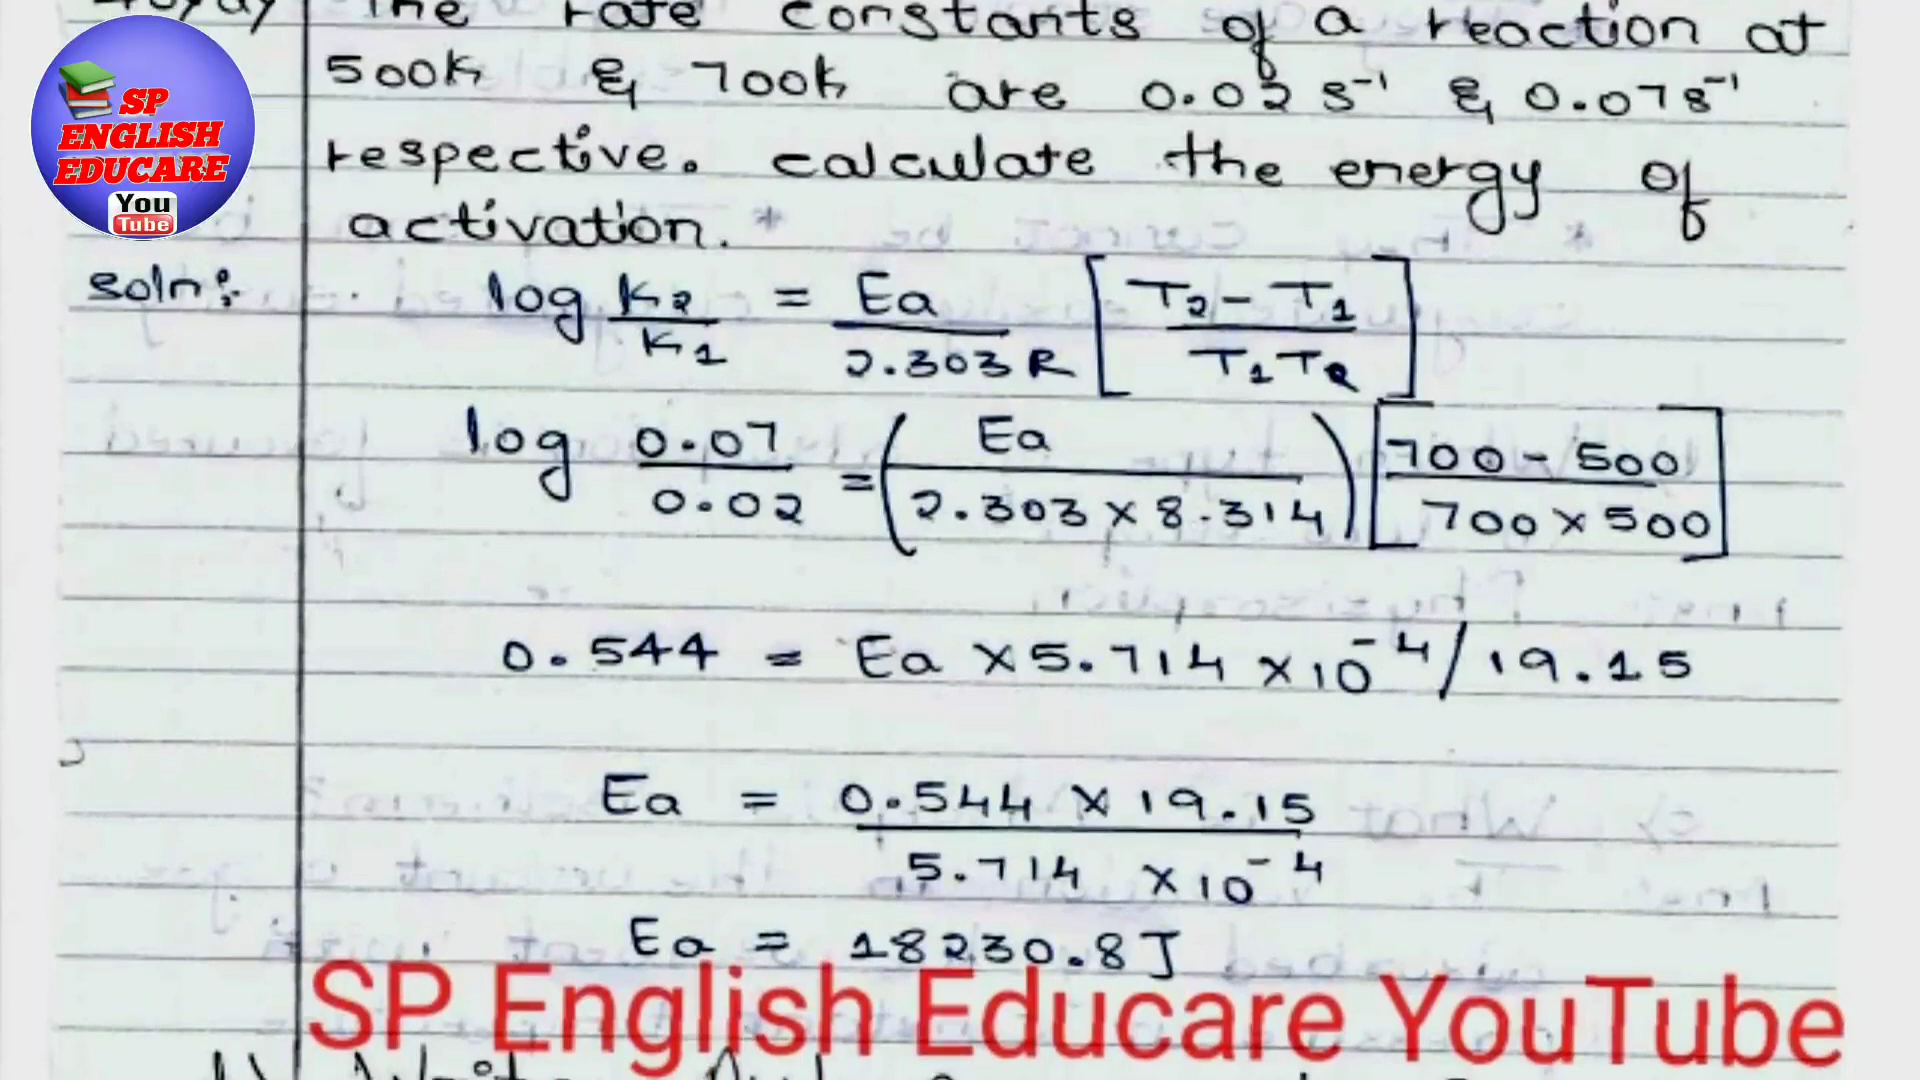 The rate constants of a reaction at
500K & 700K are 0.02 s⁻¹ & 0.07 s⁻¹
respective. calculate the energy of
activation.
soln:
log K2/K1 = Ea/2.303 R [T2 - T1/T1 T2]
log 0.07/0.02 = (Ea/2.303 × 8.314) [700 - 500/700 × 500]
0.544 = Ea × 5.714 × 10⁻⁴ / 19.15
Ea = 0.544 × 19.15/5.714 × 10⁻⁴
Ea = 18230.8 J
SP
ENGLISH
EDUCARE
You
Tube
SP English Educare YouTube